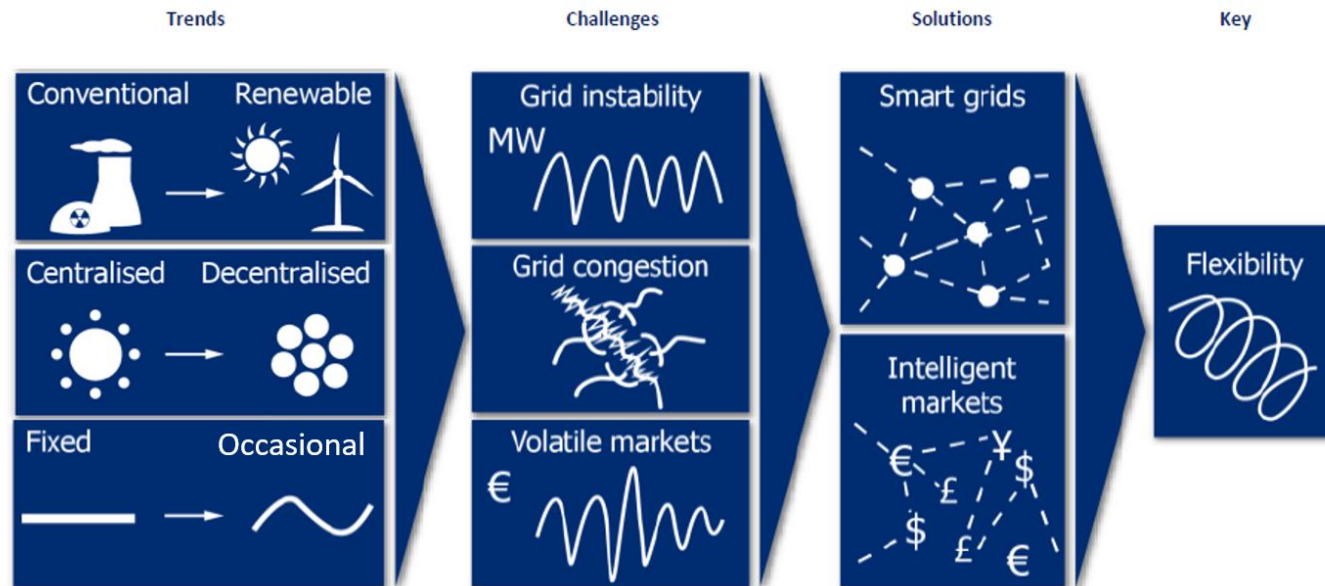 Trends
Challenges
Solutions
Key
Conventional
Renewable
Centralised
Decentralised
Fixed
Occasional
Grid instability
MW
Grid congestion
Volatile markets
€
Smart grids
Intelligent
markets
€ ¥ $
£
$ £ €
Flexibility